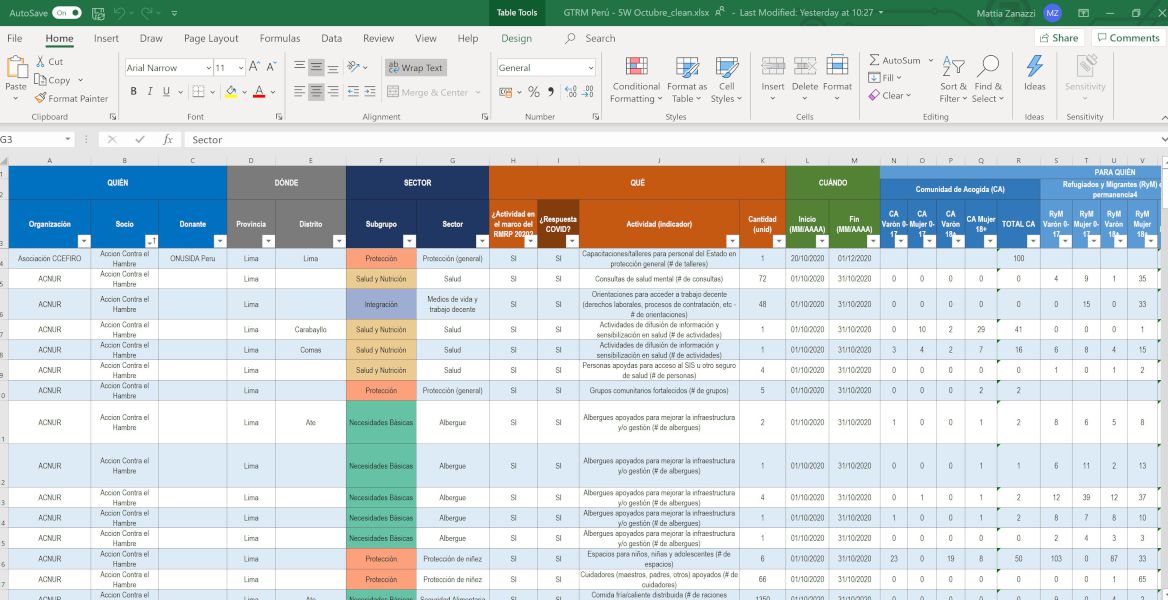 AutoSave On
Table Tools
GTRM Perú - 5W Octubre_clean.xlsx - Last Modified: Yesterday at 10:27
Mattia Zanazzi MZ
File Home Insert Draw Page Layout Formulas Data Review View Help Design Search Share Comments
Paste Cut Copy Format Painter Clipboard
Arial Narrow 11 A A B I U A Font
Wrap Text Merge & Center Alignment
General % Number
Conditional Formatting Format as Table Cell Styles Styles
Insert Delete Format Cells
AutoSum Fill Clear Sort & Filter Find & Select Editing
Ideas Ideas
Sensitivity Sensitivity
G3 fx Sector
A B C D E F G H I J K L M N O P Q R S T U V
QUIÉN DÓNDE SECTOR QUÉ CUÁNDO PARA QUIÉN
Comunidad de Acogida (CA) Refugiados y Migrantes (RyM)
permanencia4
Organización Socio Donante Provincia Distrito Subgrupo Sector ¿Actividad en el marco del RMRP 2020? ¿Respuesta COVID? Actividad (indicador) Cantidad (unid) Inicio (MM/AAAA) Fin (MM/AAAA) CA Varón 0-17 CA Mujer 0-17 CA Varón 18+ CA Mujer 18+ TOTAL CA RyM Varón 0-17 RyM Mujer 0-17 RyM Varón 18+ RyM Mujer 18+
Asociación CCEFIRO Accion Contra el Hambre ONUSIDA Peru Lima Lima Protección Protección (general) SI SI Capacitaciones/talleres para personal del Estado en protección general (# de talleres) 1 20/10/2020 01/12/2020 100
ACNUR Accion Contra el Hambre Lima Salud y Nutrición Salud SI SI Consultas de salud mental (# de consultas) 72 01/10/2020 31/10/2020 0 0 0 0 0 4 9 1 35
ACNUR Accion Contra el Hambre Lima Integración Medios de vida y trabajo decente SI SI Orientaciones para acceder a trabajo decente (derechos laborales, procesos de contratación, etc - # de orientaciones) 48 01/10/2020 31/10/2020 0 0 0 0 0 0 15 0 33
ACNUR Accion Contra el Hambre Lima Carabayllo Salud y Nutrición Salud SI SI Actividades de difusión de información y sensibilización en salud (# de actividades) 1 01/10/2020 31/10/2020 0 10 2 29 41 0 0 0 1
ACNUR Accion Contra el Hambre Lima Comas Salud y Nutrición Salud SI SI Actividades de difusión de información y sensibilización en salud (# de actividades) 1 01/10/2020 31/10/2020 3 4 2 7 16 6 8 4 15
ACNUR Accion Contra el Hambre Lima Salud y Nutrición Salud SI SI Personas apoydas para acceso al SIS u otro seguro de salud (# de personas) 4 01/10/2020 31/10/2020 0 0 0 0 0 1 0 1 2
ACNUR Accion Contra el Hambre Lima Protección Protección (general) SI SI Grupos comunitarios fortalecidos (# de grupos) 5 01/10/2020 31/10/2020 0 0 0 2 2
ACNUR Accion Contra el Hambre Lima Ate Necesidades Básicas Albergue SI SI Albergues apoyados para mejorar la infraestructura y/o gestión (# de albergues) 2 01/10/2020 31/10/2020 1 0 0 1 2 8 6 5 8
ACNUR Accion Contra el Hambre Lima Necesidades Básicas Albergue SI SI Albergues apoyados para mejorar la infraestructura y/o gestión (# de albergues) 1 01/10/2020 31/10/2020 0 0 0 1 1 6 11 2 13
ACNUR Accion Contra el Hambre Lima Necesidades Básicas Albergue SI SI Albergues apoyados para mejorar la infraestructura y/o gestión (# de albergues) 4 01/10/2020 31/10/2020 0 1 0 1 2 12 39 12 37
ACNUR Accion Contra el Hambre Lima Necesidades Básicas Albergue SI SI Albergues apoyados para mejorar la infraestructura y/o gestión (# de albergues) 1 01/10/2020 31/10/2020 1 0 0 1 2 8 7 8 10
ACNUR Accion Contra el Hambre Lima Necesidades Básicas Albergue SI SI Albergues apoyados para mejorar la infraestructura y/o gestión (# de albergues) 1 01/10/2020 31/10/2020 0 0 0 0 0 2 4 3 3
ACNUR Accion Contra el Hambre Lima Protección Protección de niñez SI SI Espacios para niños, niñas y adolescentes (# de espacios) 6 01/10/2020 31/10/2020 23 0 19 8 50 103 0 87 33
ACNUR Accion Contra el Hambre Lima Protección Protección de niñez SI SI Cuidadores (maestros, padres, otros) apoyados (# de cuidadores) 66 01/10/2020 31/10/2020 0 0 0 0 0 0 0 1 65
ACNUR Accion Contra el Lima Ate Necesidades Básicas Seguridad Alimentaria SI SI Comida fría/caliente distribuida (# de raciones 1350 01/10/2020 31/10/2020